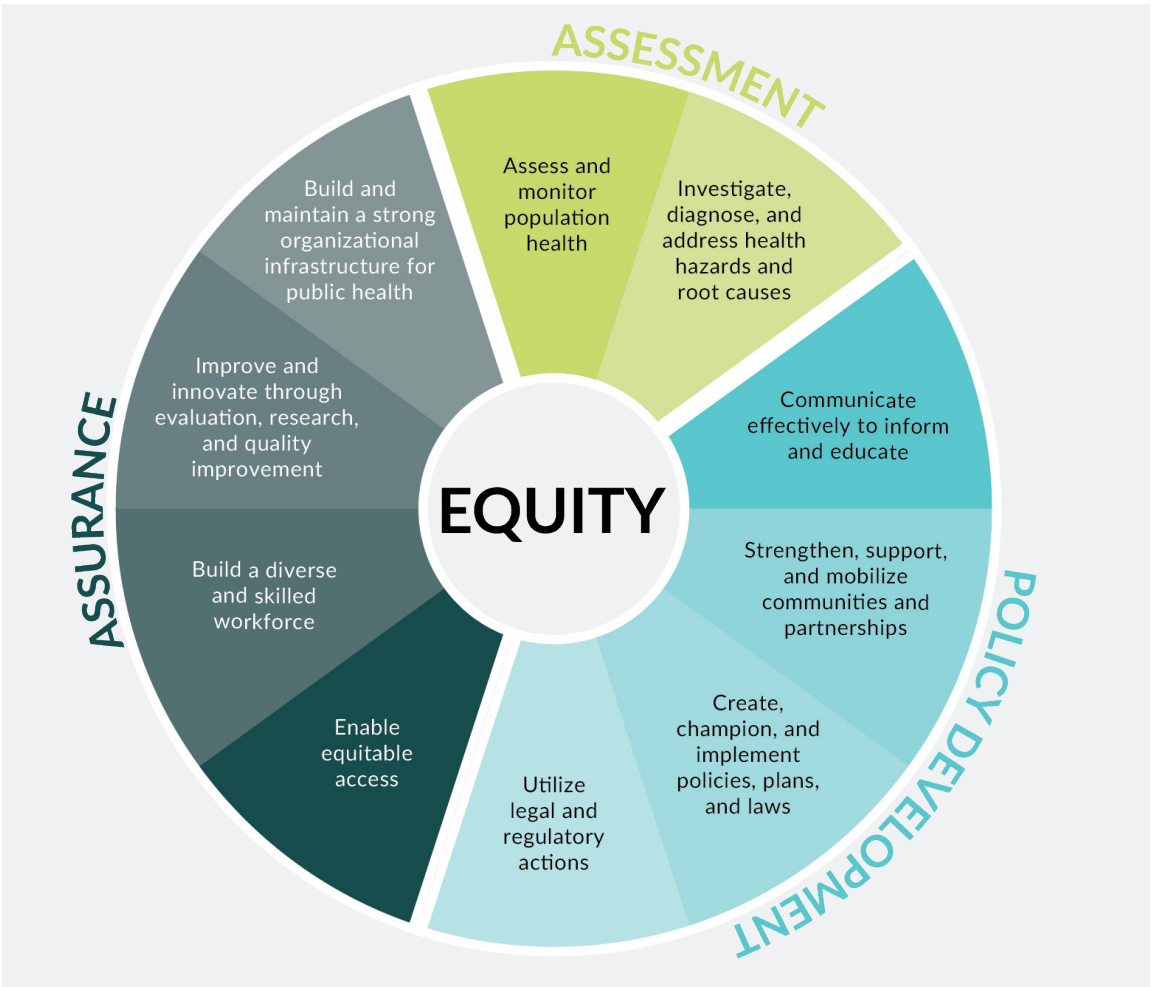 ASSESSMENT
Assess and
monitor
population
health
Investigate,
diagnose, and
address health
hazards and
root causes
POLICY DEVELOPMENT
Communicate
effectively to inform
and educate
Strengthen, support,
and mobilize
communities and
partnerships
Create,
champion, and
implement
policies, plans,
and laws
Utilize
legal and
regulatory
actions
ASSURANCE
Enable
equitable
access
Build a diverse
and skilled
workforce
Improve and
innovate through
evaluation, research,
and quality
improvement
Build and
maintain a strong
organizational
infrastructure for
public health
EQUITY